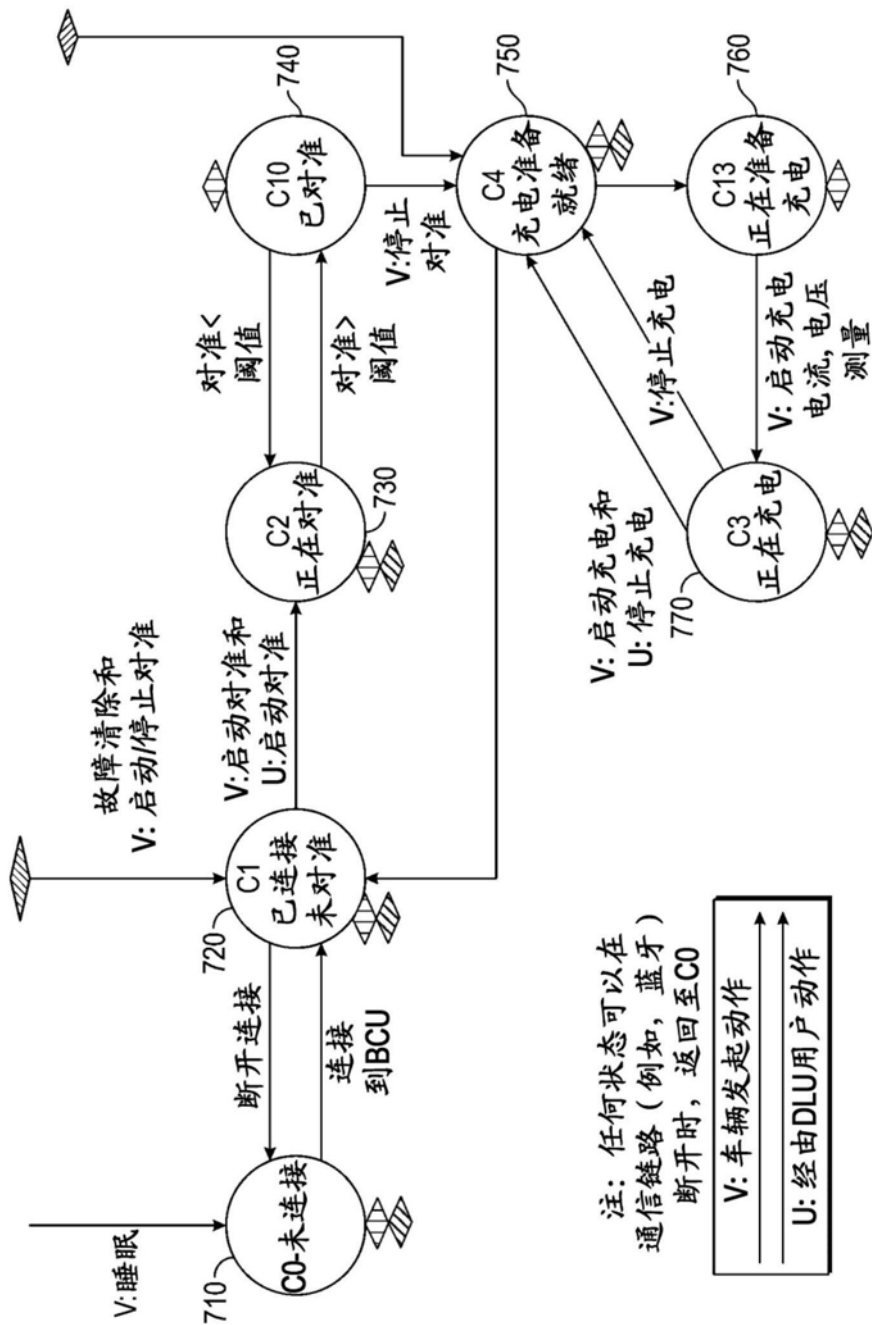 V:睡眠
710
C0-未连接
断开连接
连接
到BCU
故障清除和
V: 启动/停止对准
720
C1
已连接
未对准
V:启动对准和
U:启动对准
C2
正在对准
730
对准<
阈值
对准>
阈值
C10
已对准
740
V:停止
对准
C4
充电准备
就绪
750
C13
正在准备
充电
760
V: 启动充电
电流, 电压
测量
V:停止充电
V: 启动充电和
U: 停止充电
770
C3
正在充电
注：任何状态可以在
通信链路（例如，蓝牙）
断开时，返回至C0
V: 车辆发起动作
U: 经由DLU用户动作